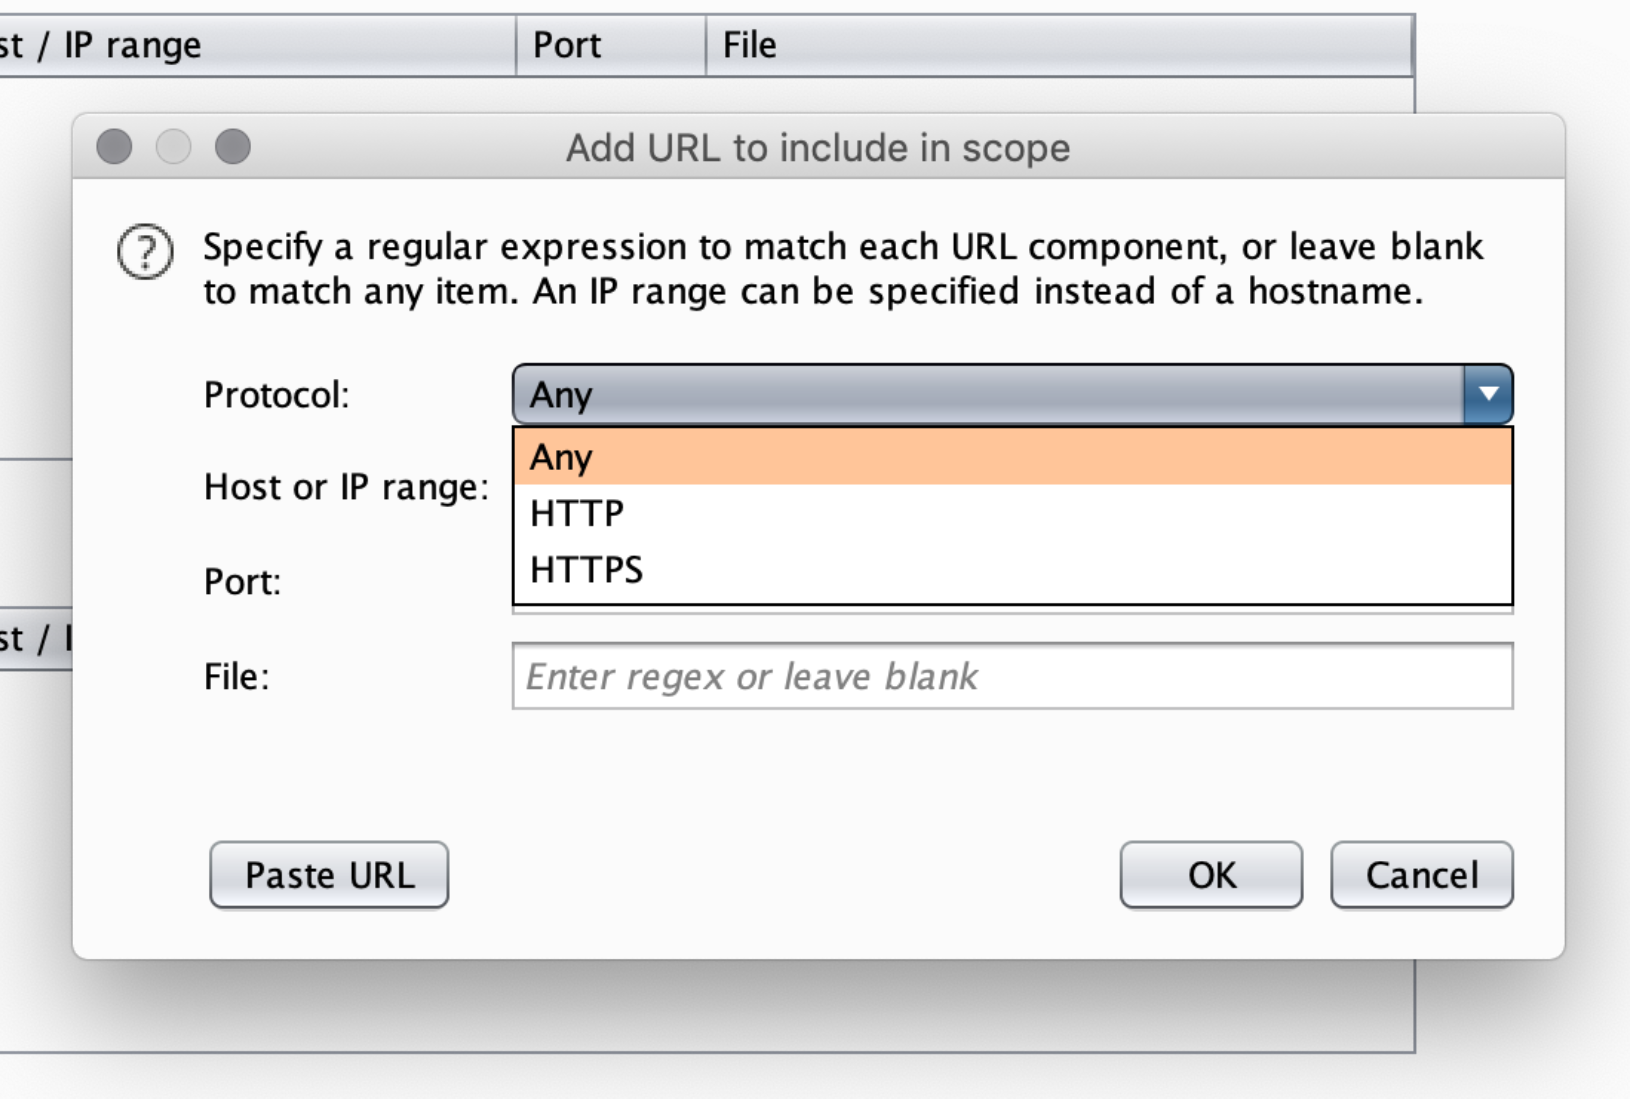 st / IP range Port File
Add URL to include in scope
Specify a regular expression to match each URL component, or leave blank
to match any item. An IP range can be specified instead of a hostname.
Protocol: Any
Any
Host or IP range:
HTTP
HTTPS
Port:
st / I
File: Enter regex or leave blank
Paste URL OK Cancel